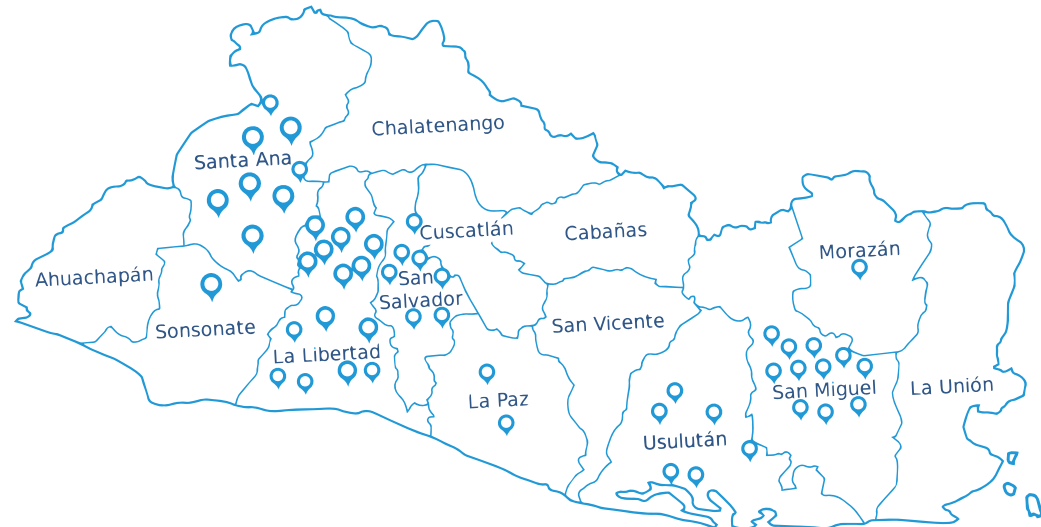 Chalatenango
Santa Ana
Cuscatlán
Cabañas
Morazán
Ahuachapán
San
Salvador
Sonsonate
San Vicente
La Libertad
San Miguel
La Unión
La Paz
Usulután